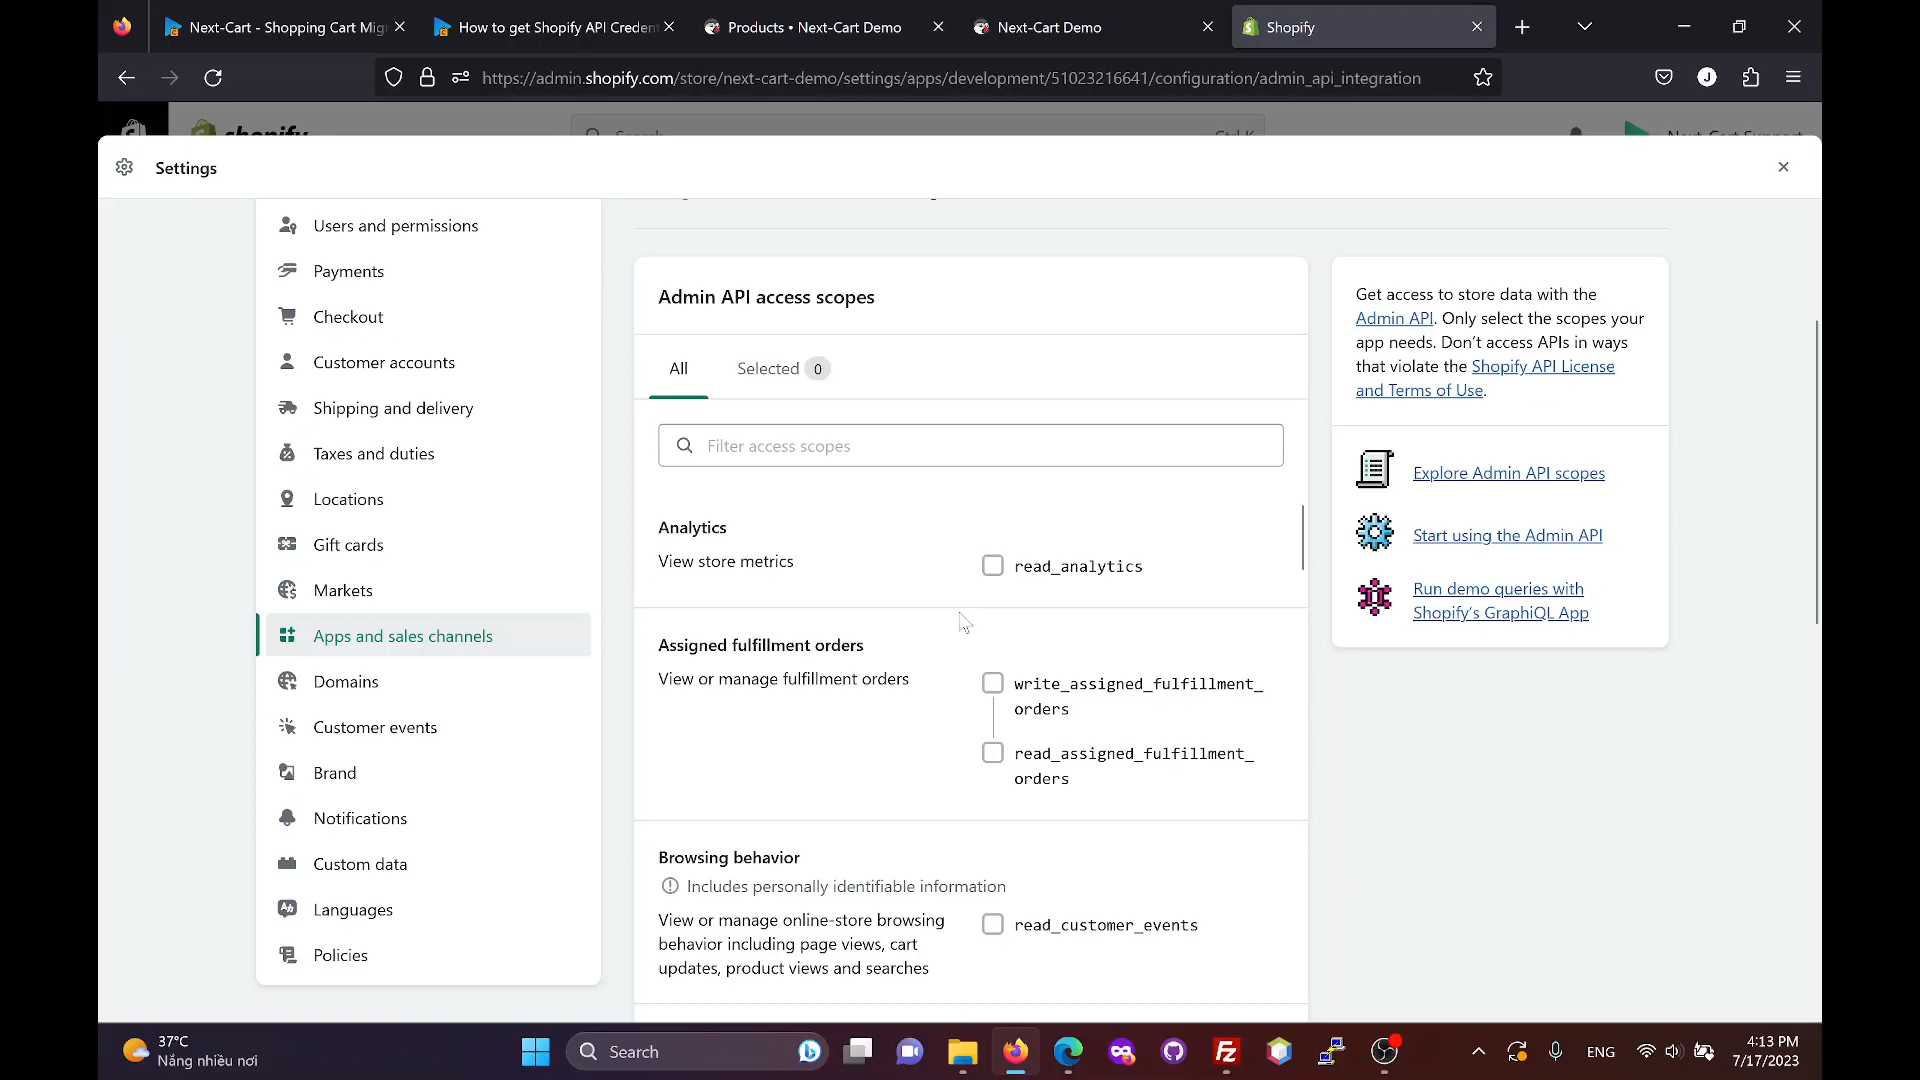 Next-Cart - Shopping Cart Mig
How to get Shopify API Creden
Products • Next-Cart Demo
Next-Cart Demo
Shopify
https://admin.shopify.com/store/next-cart-demo/settings/apps/development/51023216641/configuration/admin_api_integration
J
shopify
Search
Ctrl K
Next-Cart Support
Settings
Users and permissions
Payments
Checkout
Customer accounts
Shipping and delivery
Taxes and duties
Locations
Gift cards
Markets
Apps and sales channels
Domains
Customer events
Brand
Notifications
Custom data
Languages
Policies
Admin API access scopes
All
Selected 0
Filter access scopes
Analytics
View store metrics
read_analytics
Assigned fulfillment orders
View or manage fulfillment orders
write_assigned_fulfillment_
orders
read_assigned_fulfillment_
orders
Browsing behavior
Includes personally identifiable information
View or manage online-store browsing
behavior including page views, cart
updates, product views and searches
read_customer_events
Get access to store data with the
Admin API. Only select the scopes your
app needs. Don't access APIs in ways
that violate the Shopify API License
and Terms of Use.
Explore Admin API scopes
Start using the Admin API
Run demo queries with
Shopify's GraphiQL App
37°C
Nắng nhiều nơi
Search
Fz
ENG
4:13 PM
7/17/2023